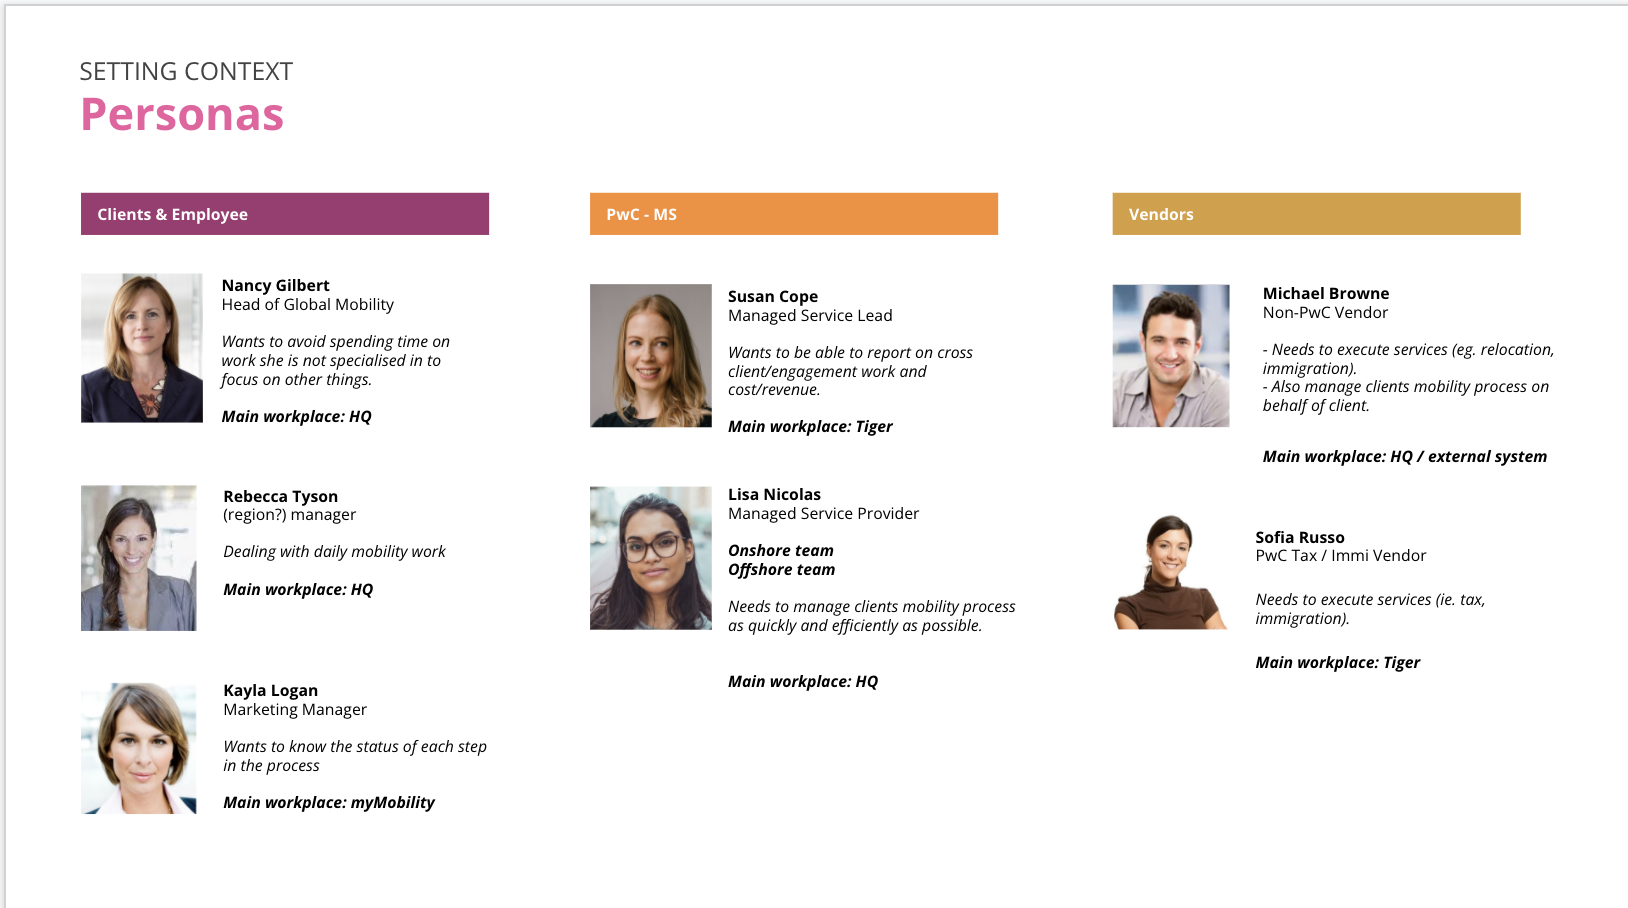 SETTING CONTEXT
Personas
Clients & Employee
Nancy Gilbert
Head of Global Mobility
Wants to avoid spending time on
work she is not specialised in to
focus on other things.
Main workplace: HQ
Rebecca Tyson
(region?) manager
Dealing with daily mobility work
Main workplace: HQ
Kayla Logan
Marketing Manager
Wants to know the status of each step
in the process
Main workplace: myMobility
PwC - MS
Susan Cope
Managed Service Lead
Wants to be able to report on cross
client/engagement work and
cost/revenue.
Main workplace: Tiger
Lisa Nicolas
Managed Service Provider
Onshore team
Offshore team
Needs to manage clients mobility process
as quickly and efficiently as possible.
Main workplace: HQ
Vendors
Michael Browne
Non-PwC Vendor
- Needs to execute services (eg. relocation,
immigration).
- Also manage clients mobility process on
behalf of client.
Main workplace: HQ / external system
Sofia Russo
PwC Tax / Immi Vendor
Needs to execute services (ie. tax,
immigration).
Main workplace: Tiger